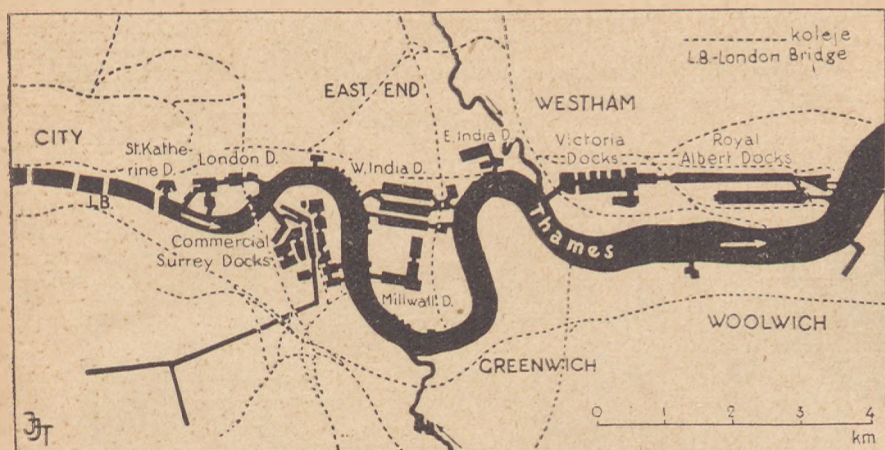 koleje
L.B.-London Bridge
EAST END
WESTHAM
CITY
St. Kathe-
rine D.
London D.
W. India D.
E. India D.
Victoria
Docks
Royal
Albert Docks
L.B.
Commercial
Surrey Docks
Thames
Millwall D.
GREENWICH
WOOLWICH
0 1 2 3 4
km